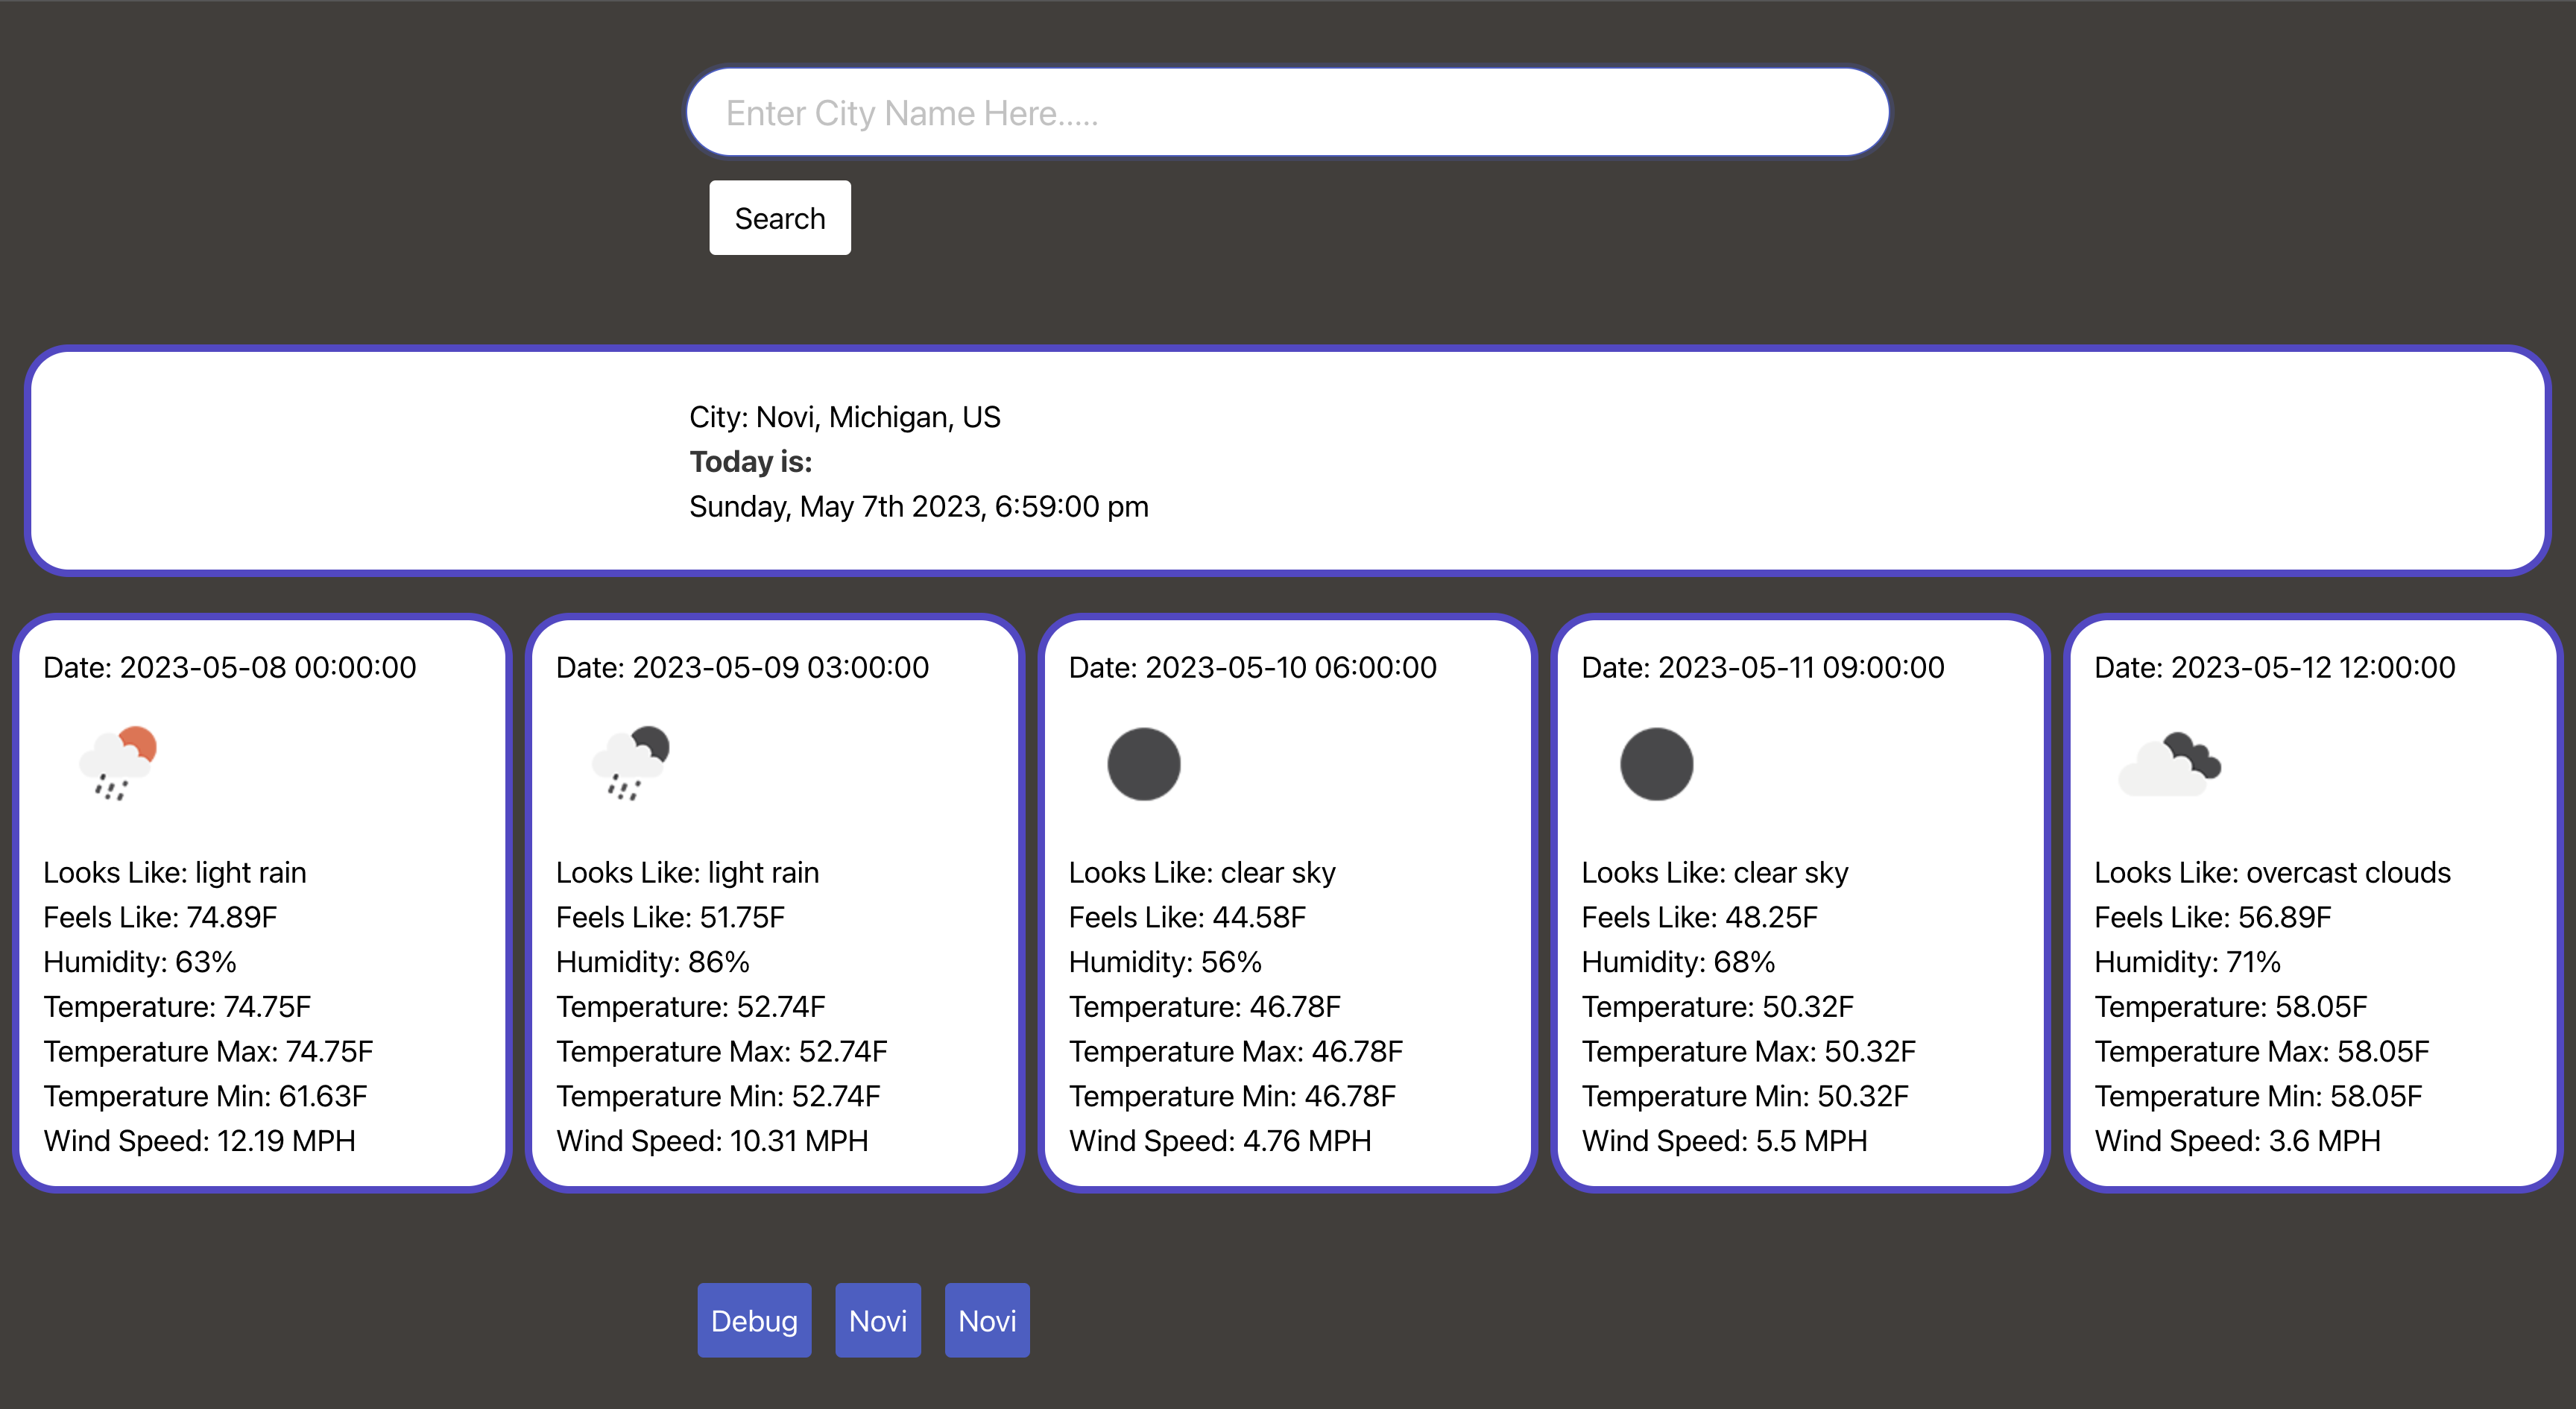 Enter City Name Here.....
Search
City: Novi, Michigan, US
Today is:
Sunday, May 7th 2023, 6:59:00 pm
Date: 2023-05-08 00:00:00
Looks Like: light rain
Feels Like: 74.89F
Humidity: 63%
Temperature: 74.75F
Temperature Max: 74.75F
Temperature Min: 61.63F
Wind Speed: 12.19 MPH
Date: 2023-05-09 03:00:00
Looks Like: light rain
Feels Like: 51.75F
Humidity: 86%
Temperature: 52.74F
Temperature Max: 52.74F
Temperature Min: 52.74F
Wind Speed: 10.31 MPH
Date: 2023-05-10 06:00:00
Looks Like: clear sky
Feels Like: 44.58F
Humidity: 56%
Temperature: 46.78F
Temperature Max: 46.78F
Temperature Min: 46.78F
Wind Speed: 4.76 MPH
Date: 2023-05-11 09:00:00
Looks Like: clear sky
Feels Like: 48.25F
Humidity: 68%
Temperature: 50.32F
Temperature Max: 50.32F
Temperature Min: 50.32F
Wind Speed: 5.5 MPH
Date: 2023-05-12 12:00:00
Looks Like: overcast clouds
Feels Like: 56.89F
Humidity: 71%
Temperature: 58.05F
Temperature Max: 58.05F
Temperature Min: 58.05F
Wind Speed: 3.6 MPH
Debug Novi Novi